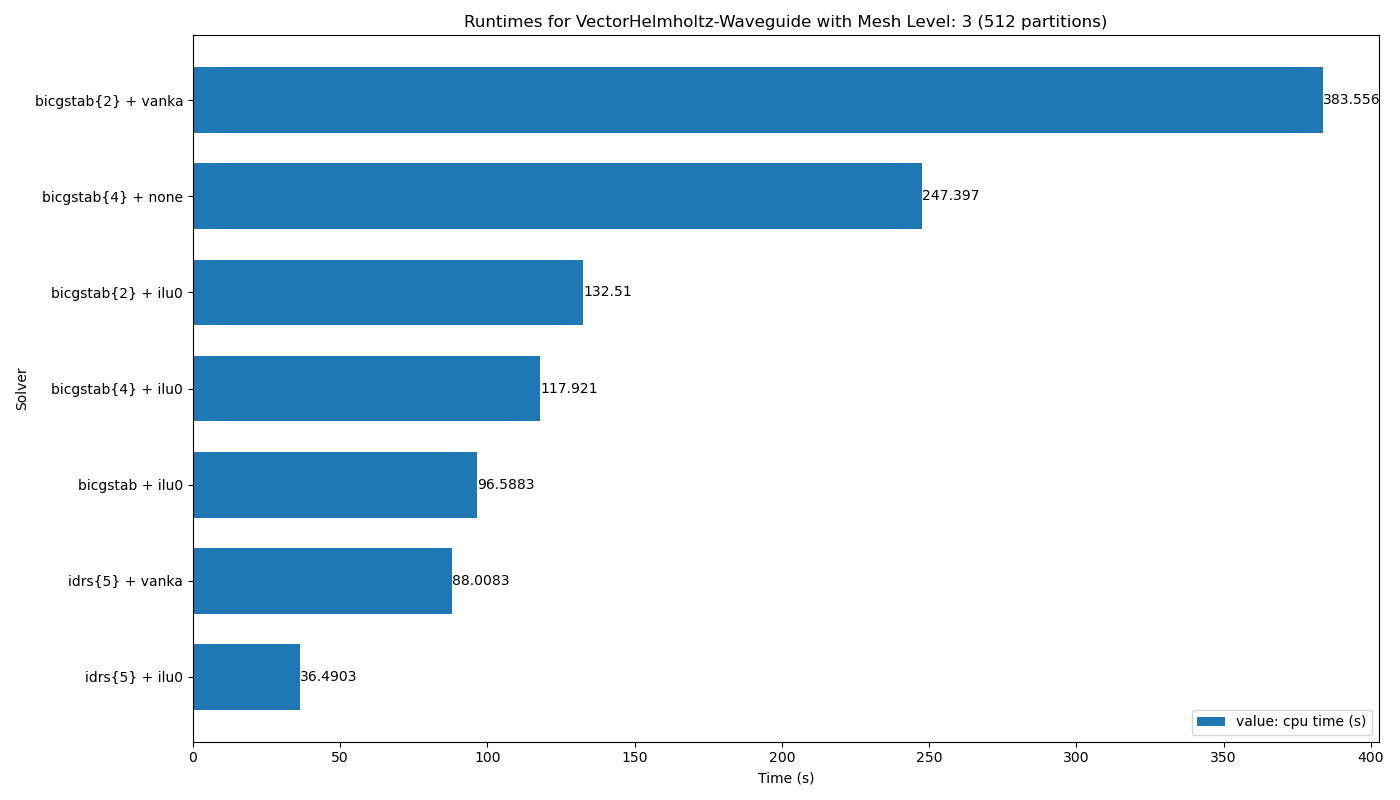 Runtimes for VectorHelmholtz-Waveguide with Mesh Level: 3 (512 partitions)
Solver
bicgstab{2} + vanka
383.556
bicgstab{4} + none
247.397
bicgstab{2} + ilu0
132.51
bicgstab{4} + ilu0
117.921
bicgstab + ilu0
96.5883
idrs{5} + vanka
88.0083
idrs{5} + ilu0
36.4903
value: cpu time (s)
0 50 100 150 200 250 300 350 400
Time (s)